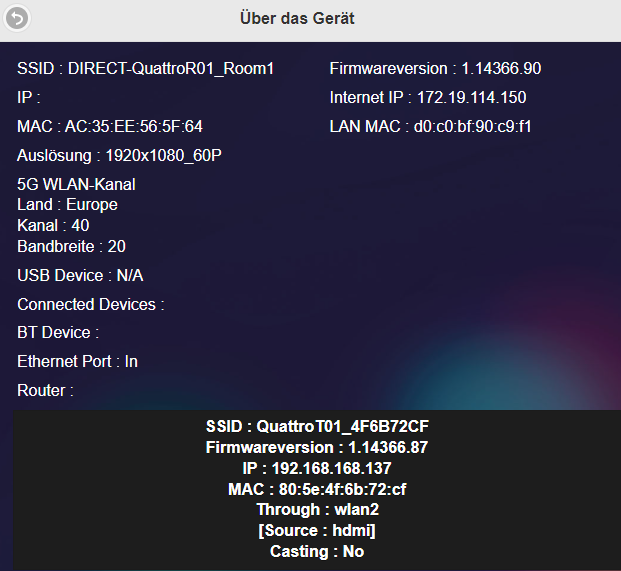 Über das Gerät
SSID : DIRECT-QuattroR01_Room1
Firmwareversion : 1.14366.90
IP :
Internet IP : 172.19.114.150
MAC : AC:35:EE:56:5F:64
LAN MAC : d0:c0:bf:90:c9:f1
Auslösung : 1920x1080_60P
5G WLAN-Kanal
Land : Europe
Kanal : 40
Bandbreite : 20
USB Device : N/A
Connected Devices :
BT Device :
Ethernet Port : In
Router :
SSID : QuattroT01_4F6B72CF
Firmwareversion : 1.14366.87
IP : 192.168.168.137
MAC : 80:5e:4f:6b:72:cf
Through : wlan2
[Source : hdmi]
Casting : No